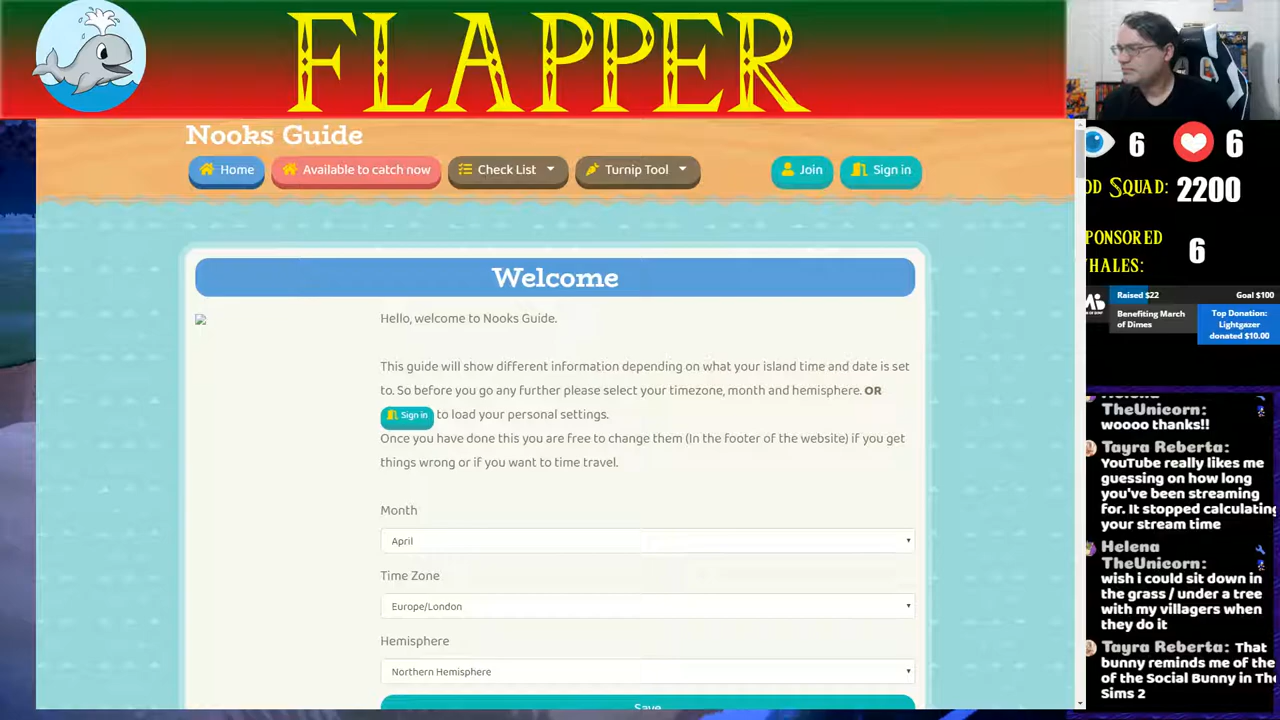 FLAPPER
Nooks Guide
Home
Available to catch now
Check List
Turnip Tool
Join
Sign in
Welcome
Hello, welcome to Nooks Guide.
This guide will show different information depending on what your island time and date is set
to. So before you go any further please select your timezone, month and hemisphere. OR
Sign in to load your personal settings.
Once you have done this you are free to change them (In the footer of the website) if you get
things wrong or if you want to time travel.
Month
April
Time Zone
Europe/London
Hemisphere
Northern Hemisphere
Save
6
6
OD SQUAD:
2200
PONSORED
HALES:
6
Raised $22
Goal $100
Benefiting March
of Dimes
Top Donation:
Lightgazer
donated $10.00
Helena
TheUnicorn:
woooo thanks!!
Tayra Reberta:
YouTube really likes me
guessing on how long
you've been streaming
for. It stopped calculating
your stream time
Helena
TheUnicorn:
wish i could sit down in
the grass / under a tree
with my villagers when
they do it
Tayra Reberta: That
bunny reminds me of the
of the Social Bunny in The
Sims 2